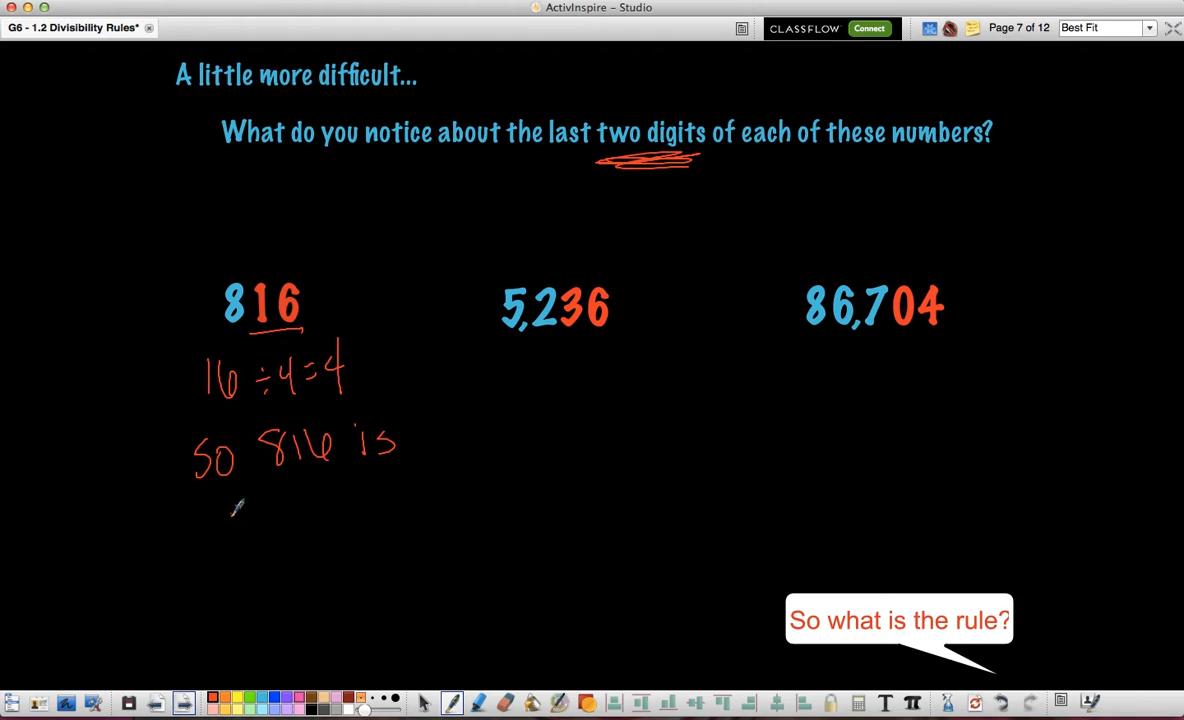 ActivInspire - Studio
G6 - 1.2 Divisibility Rules*
CLASSFLOW Connect
Page 7 of 12
Best Fit
A little more difficult...
What do you notice about the last two digits of each of these numbers?
816 5,236 86,704
16 ÷ 4 = 4
So 816 is
So what is the rule?
T π